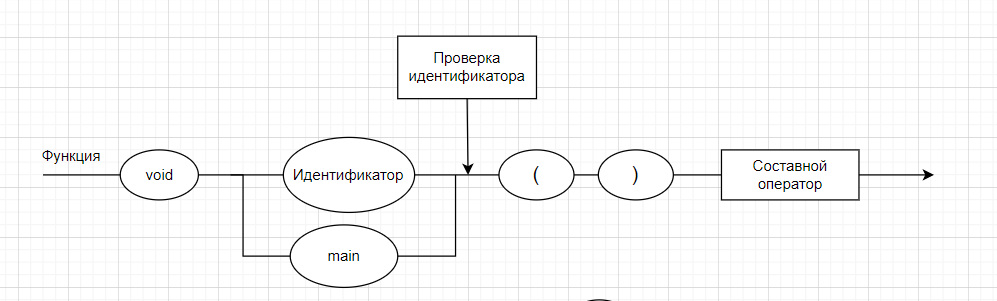 Проверка
идентификатора
Функция
void
Идентификатор
(
)
Составной
оператор
main